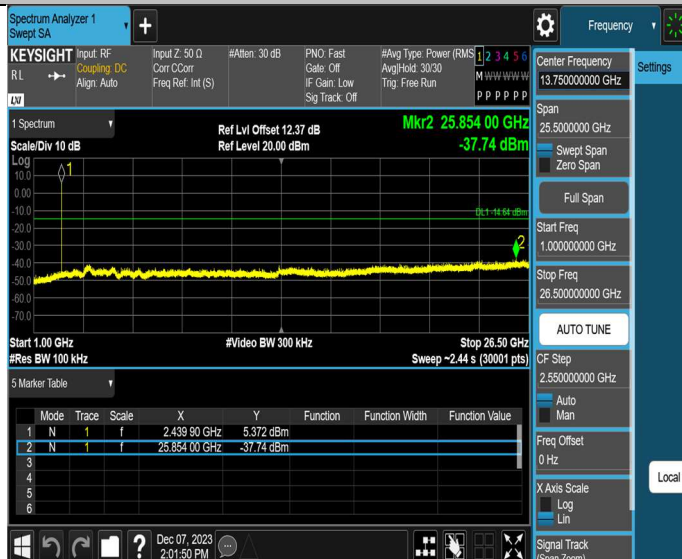 Spectrum Analyzer 1
Swept SA
Frequency
KEYSIGHT
RL
LXI
Input: RF
Coupling: DC
Align: Auto
Input Z: 50 Ω
Corr CCorr
Freq Ref: Int (S)
#Atten: 30 dB
PNO: Fast
Gate: Off
IF Gain: Low
Sig Track: Off
#Avg Type: Power (RMS
Avg|Hold: 30/30
Trig: Free Run
1 2 3 4 5 6
M W W W W W
P P P P P P
1 Spectrum
Scale/Div 10 dB
Ref Lvl Offset 12.37 dB
Ref Level 20.00 dBm
Mkr2 25.854 00 GHz
-37.74 dBm
Log
1
10.0
0.00
-10.0
DL1 -14.64 dBm
-20.0
2
-30.0
-40.0
-50.0
-60.0
-70.0
Start 1.00 GHz
#Video BW 300 kHz
Stop 26.50 GHz
#Res BW 100 kHz
Sweep ~2.44 s (30001 pts)
5 Marker Table
Mode Trace Scale X Y Function Function Width Function Value
1 N 1 f 2.439 90 GHz 5.372 dBm
2 N 1 f 25.854 00 GHz -37.74 dBm
3
4
5
6
?
Dec 07, 2023
2:01:50 PM
Center Frequency
13.750000000 GHz
Settings
Span
25.5000000 GHz
Swept Span
Zero Span
Full Span
Start Freq
1.000000000 GHz
Stop Freq
26.500000000 GHz
AUTO TUNE
CF Step
2.550000000 GHz
Auto
Man
Freq Offset
0 Hz
Local
X Axis Scale
Log
Lin
Signal Track
(Span Zoom)